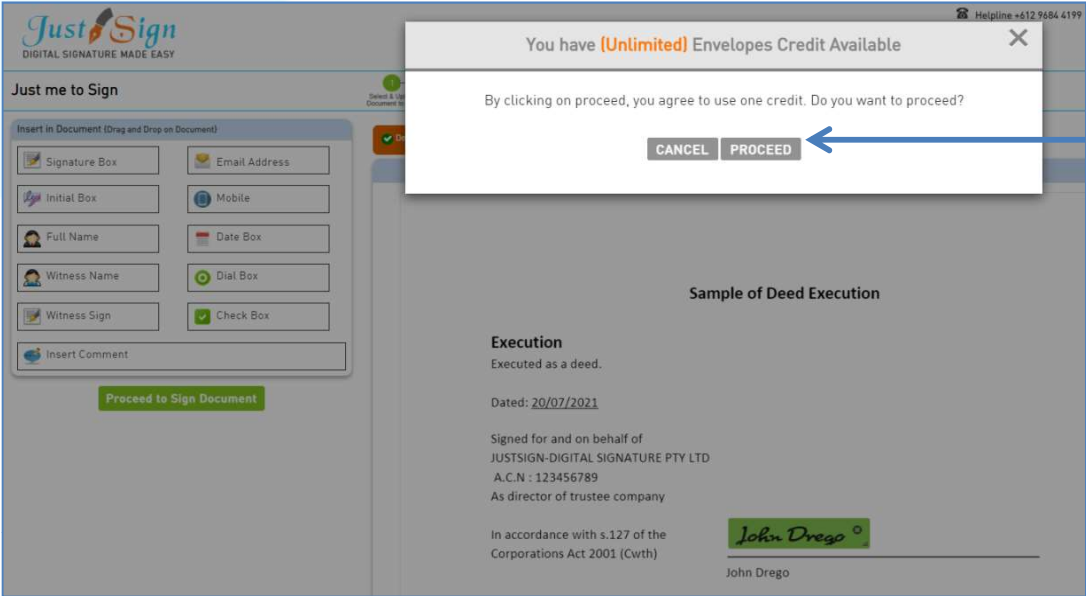 Just Sign
DIGITAL SIGNATURE MADE EASY
Helpline +612 9684 4199
Just me to Sign
1
Select & Up
Document to
You have (Unlimited) Envelopes Credit Available
By clicking on proceed, you agree to use one credit. Do you want to proceed?
CANCEL PROCEED
Insert in Document (Drag and Drop on Document)
Signature Box Email Address
Initial Box Mobile
Full Name Date Box
Witness Name Dial Box
Witness Sign Check Box
Insert Comment
Proceed to Sign Document
Sample of Deed Execution
Execution
Executed as a deed.
Dated: 20/07/2021
Signed for and on behalf of
JUSTSIGN-DIGITAL SIGNATURE PTY LTD
A.C.N : 123456789
As director of trustee company
In accordance with s.127 of the
Corporations Act 2001 (Cwth)
John Drego
John Drego